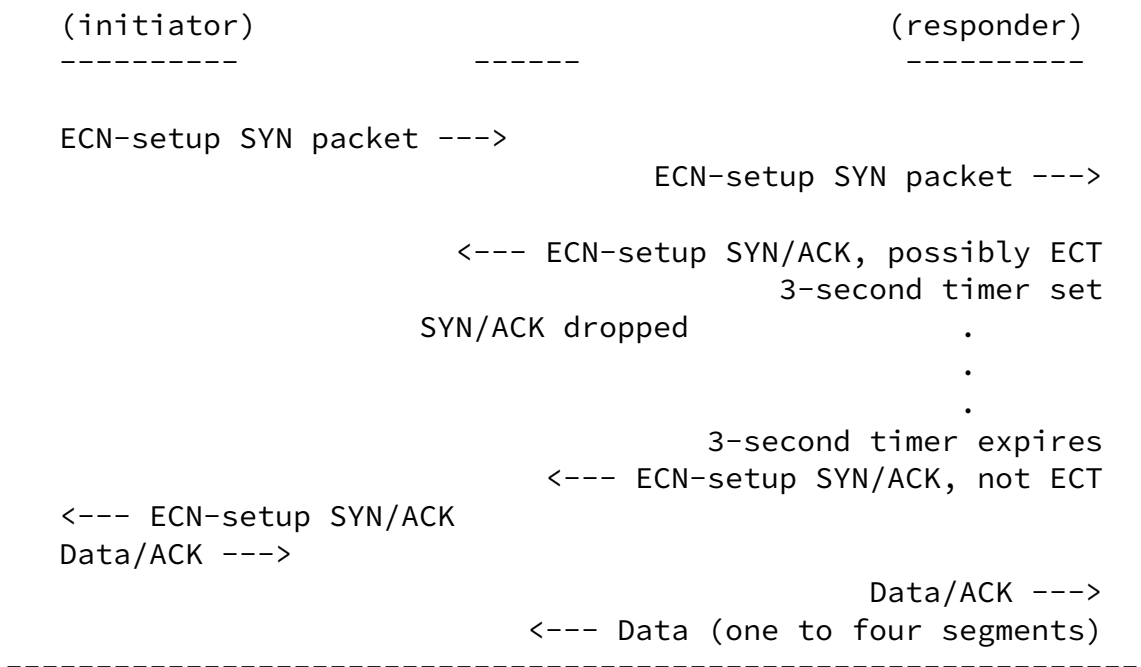 (initiator)                                    (responder)
----------             ------                  ----------
ECN-setup SYN packet --->
ECN-setup SYN packet --->
<--- ECN-setup SYN/ACK, possibly ECT
3-second timer set
SYN/ACK dropped               .
.
.
3-second timer expires
<--- ECN-setup SYN/ACK, not ECT
<--- ECN-setup SYN/ACK
Data/ACK --->
Data/ACK --->
<--- Data (one to four segments)
----------------------------------------------------------------